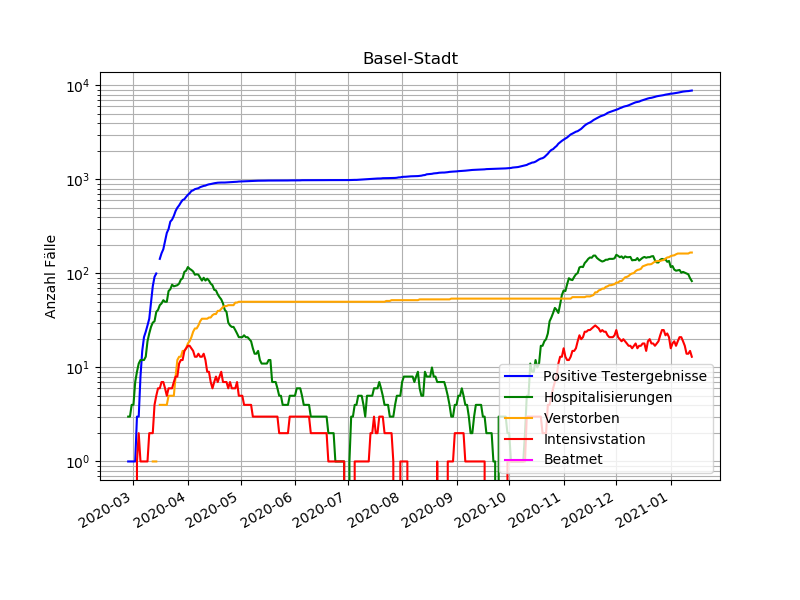 Basel-Stadt
Anzahl Fälle
10⁴
10³
10²
10¹
10⁰
Positive Testergebnisse
Hospitalisierungen
Verstorben
Intensivstation
Beatmet
2020-03
2020-04
2020-05
2020-06
2020-07
2020-08
2020-09
2020-10
2020-11
2020-12
2021-01